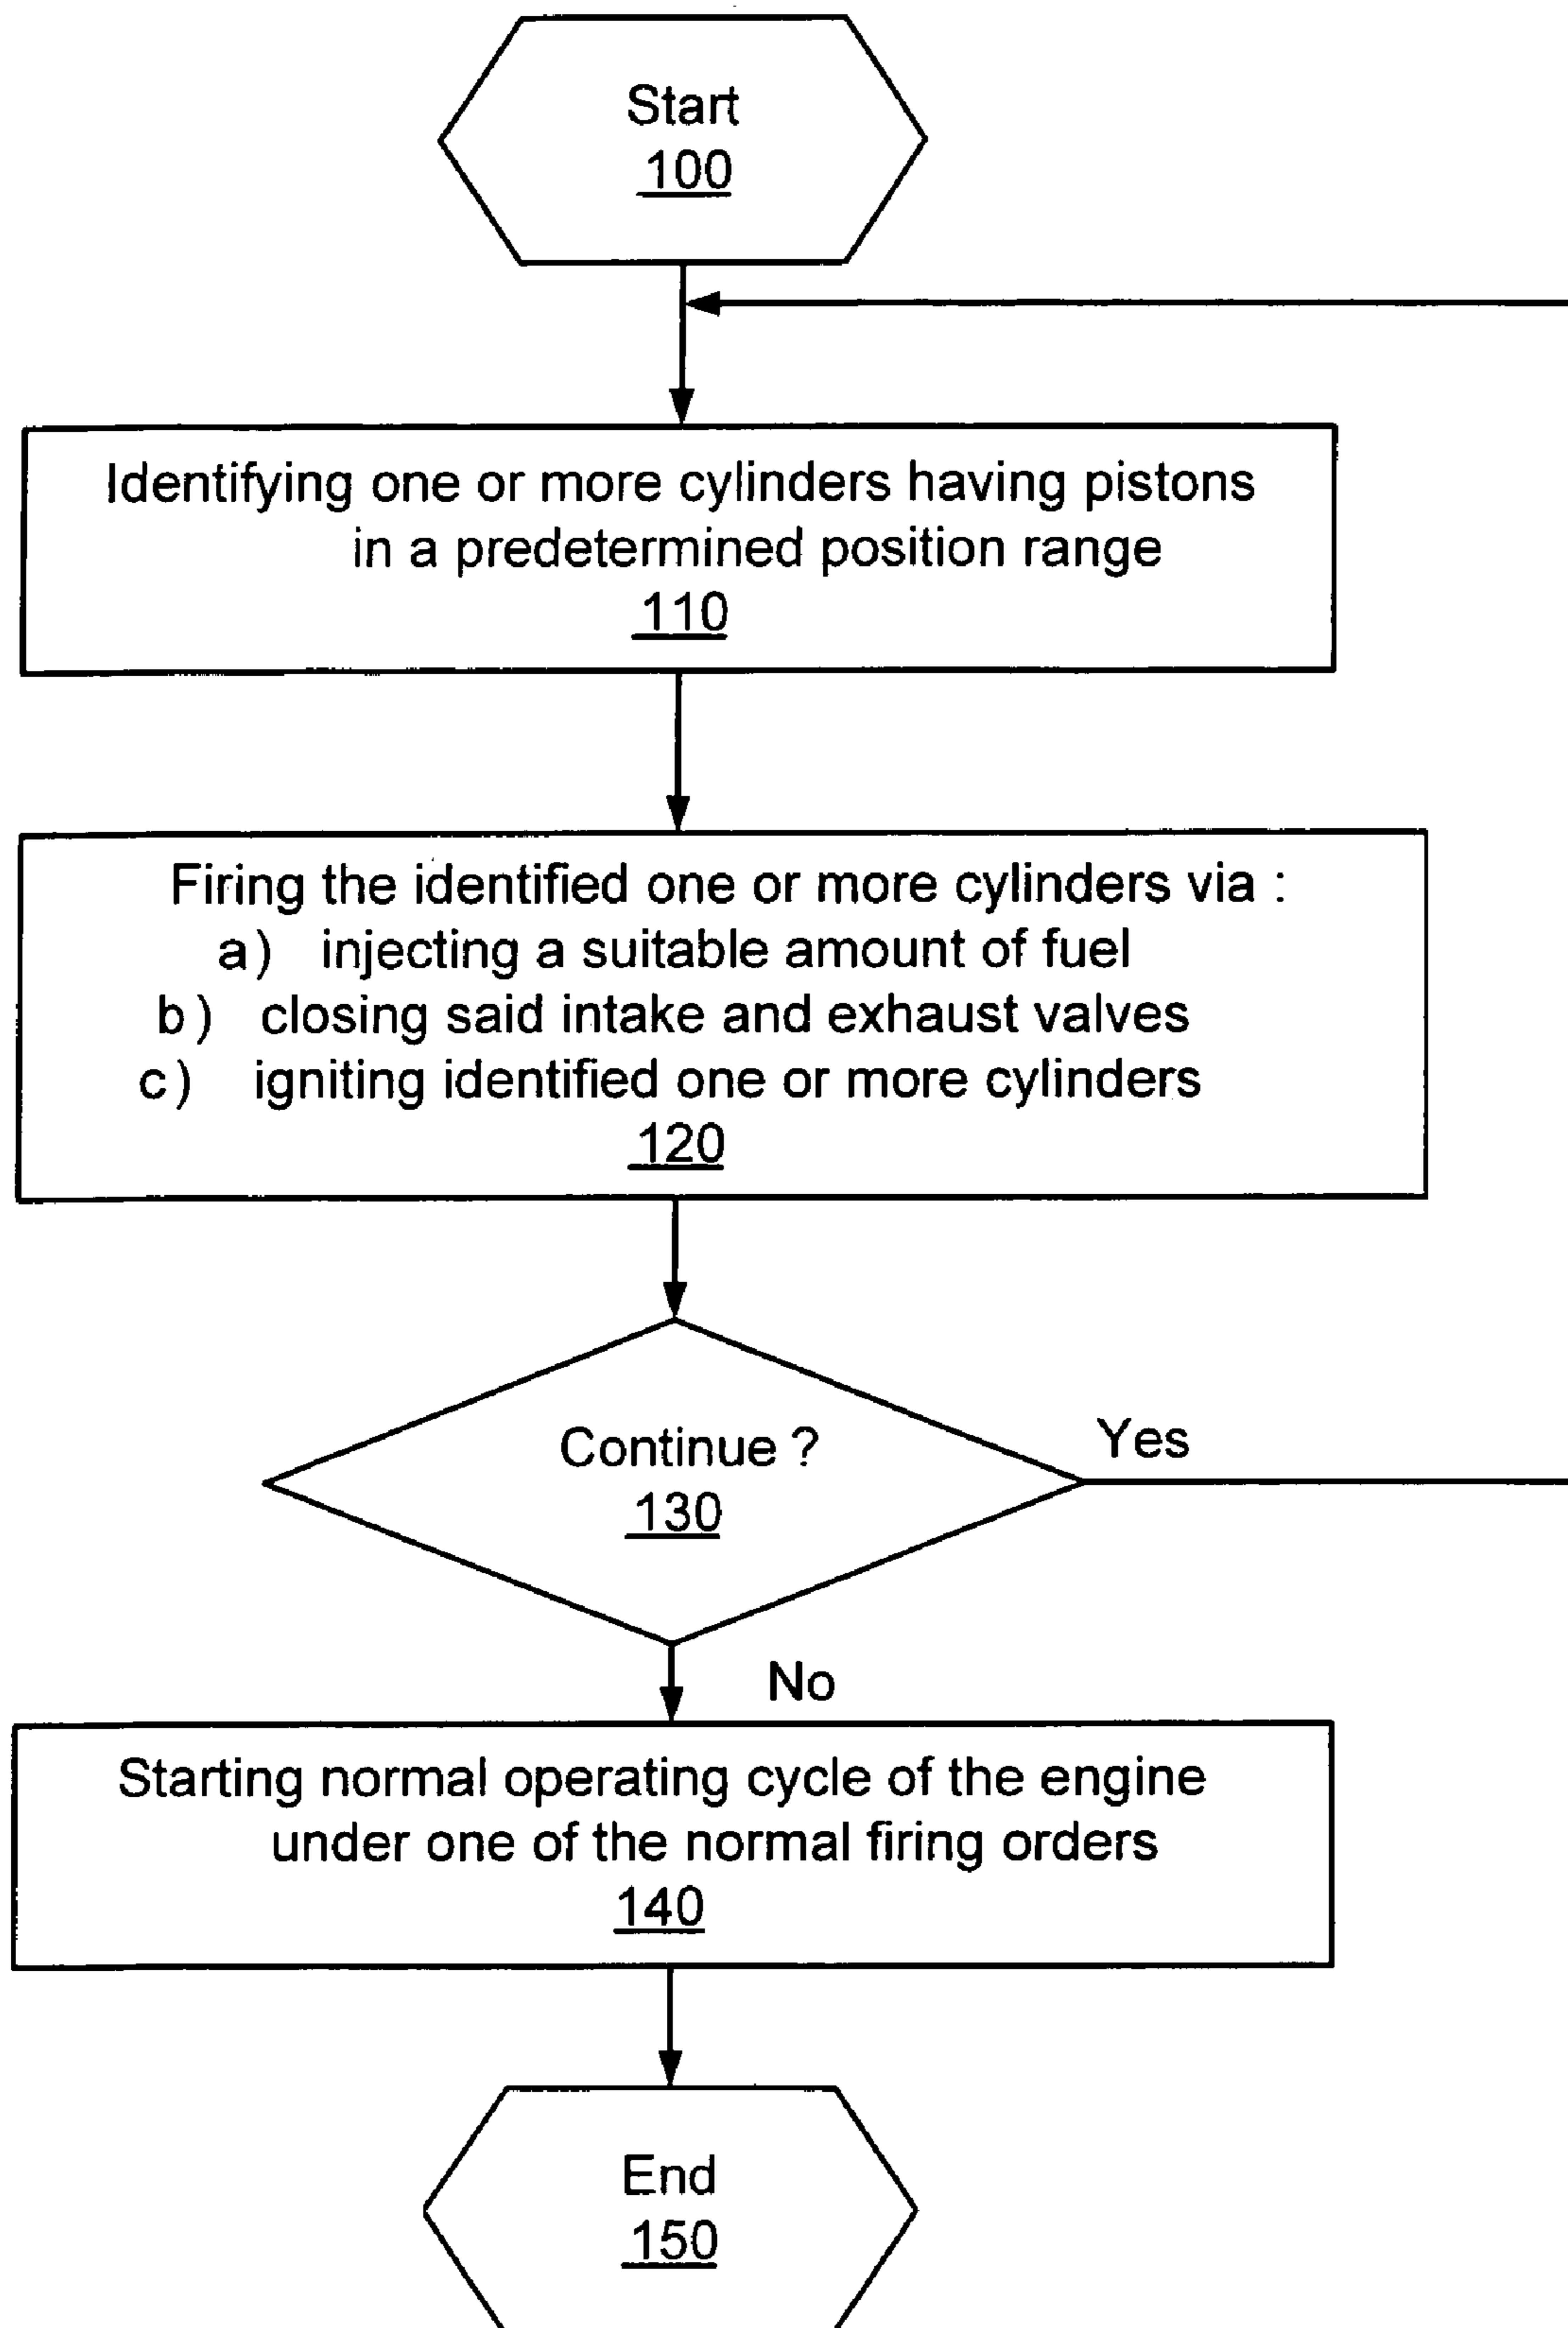 Start
100
Identifying one or more cylinders having pistons
in a predetermined position range
110
Firing the identified one or more cylinders via :
a) injecting a suitable amount of fuel
b) closing said intake and exhaust valves
c) igniting identified one or more cylinders
120
Continue ?
130
Yes
No
Starting normal operating cycle of the engine
under one of the normal firing orders
140
End
150